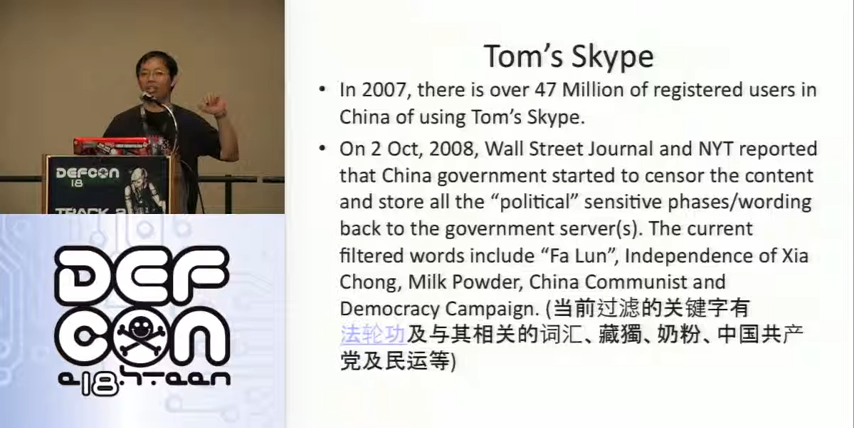 DEFCON
18
TRACK 2
DEF
CON
e18hteen
Tom's Skype
• In 2007, there is over 47 Million of registered users in
China of using Tom's Skype.
• On 2 Oct, 2008, Wall Street Journal and NYT reported
that China government started to censor the content
and store all the "political" sensitive phases/wording
back to the government server(s). The current
filtered words include "Fa Lun", Independence of Xia
Chong, Milk Powder, China Communist and
Democracy Campaign. (当前过滤的关键字有
法轮功及与其相关的词汇、藏獨、奶粉、中国共产
党及民运等)